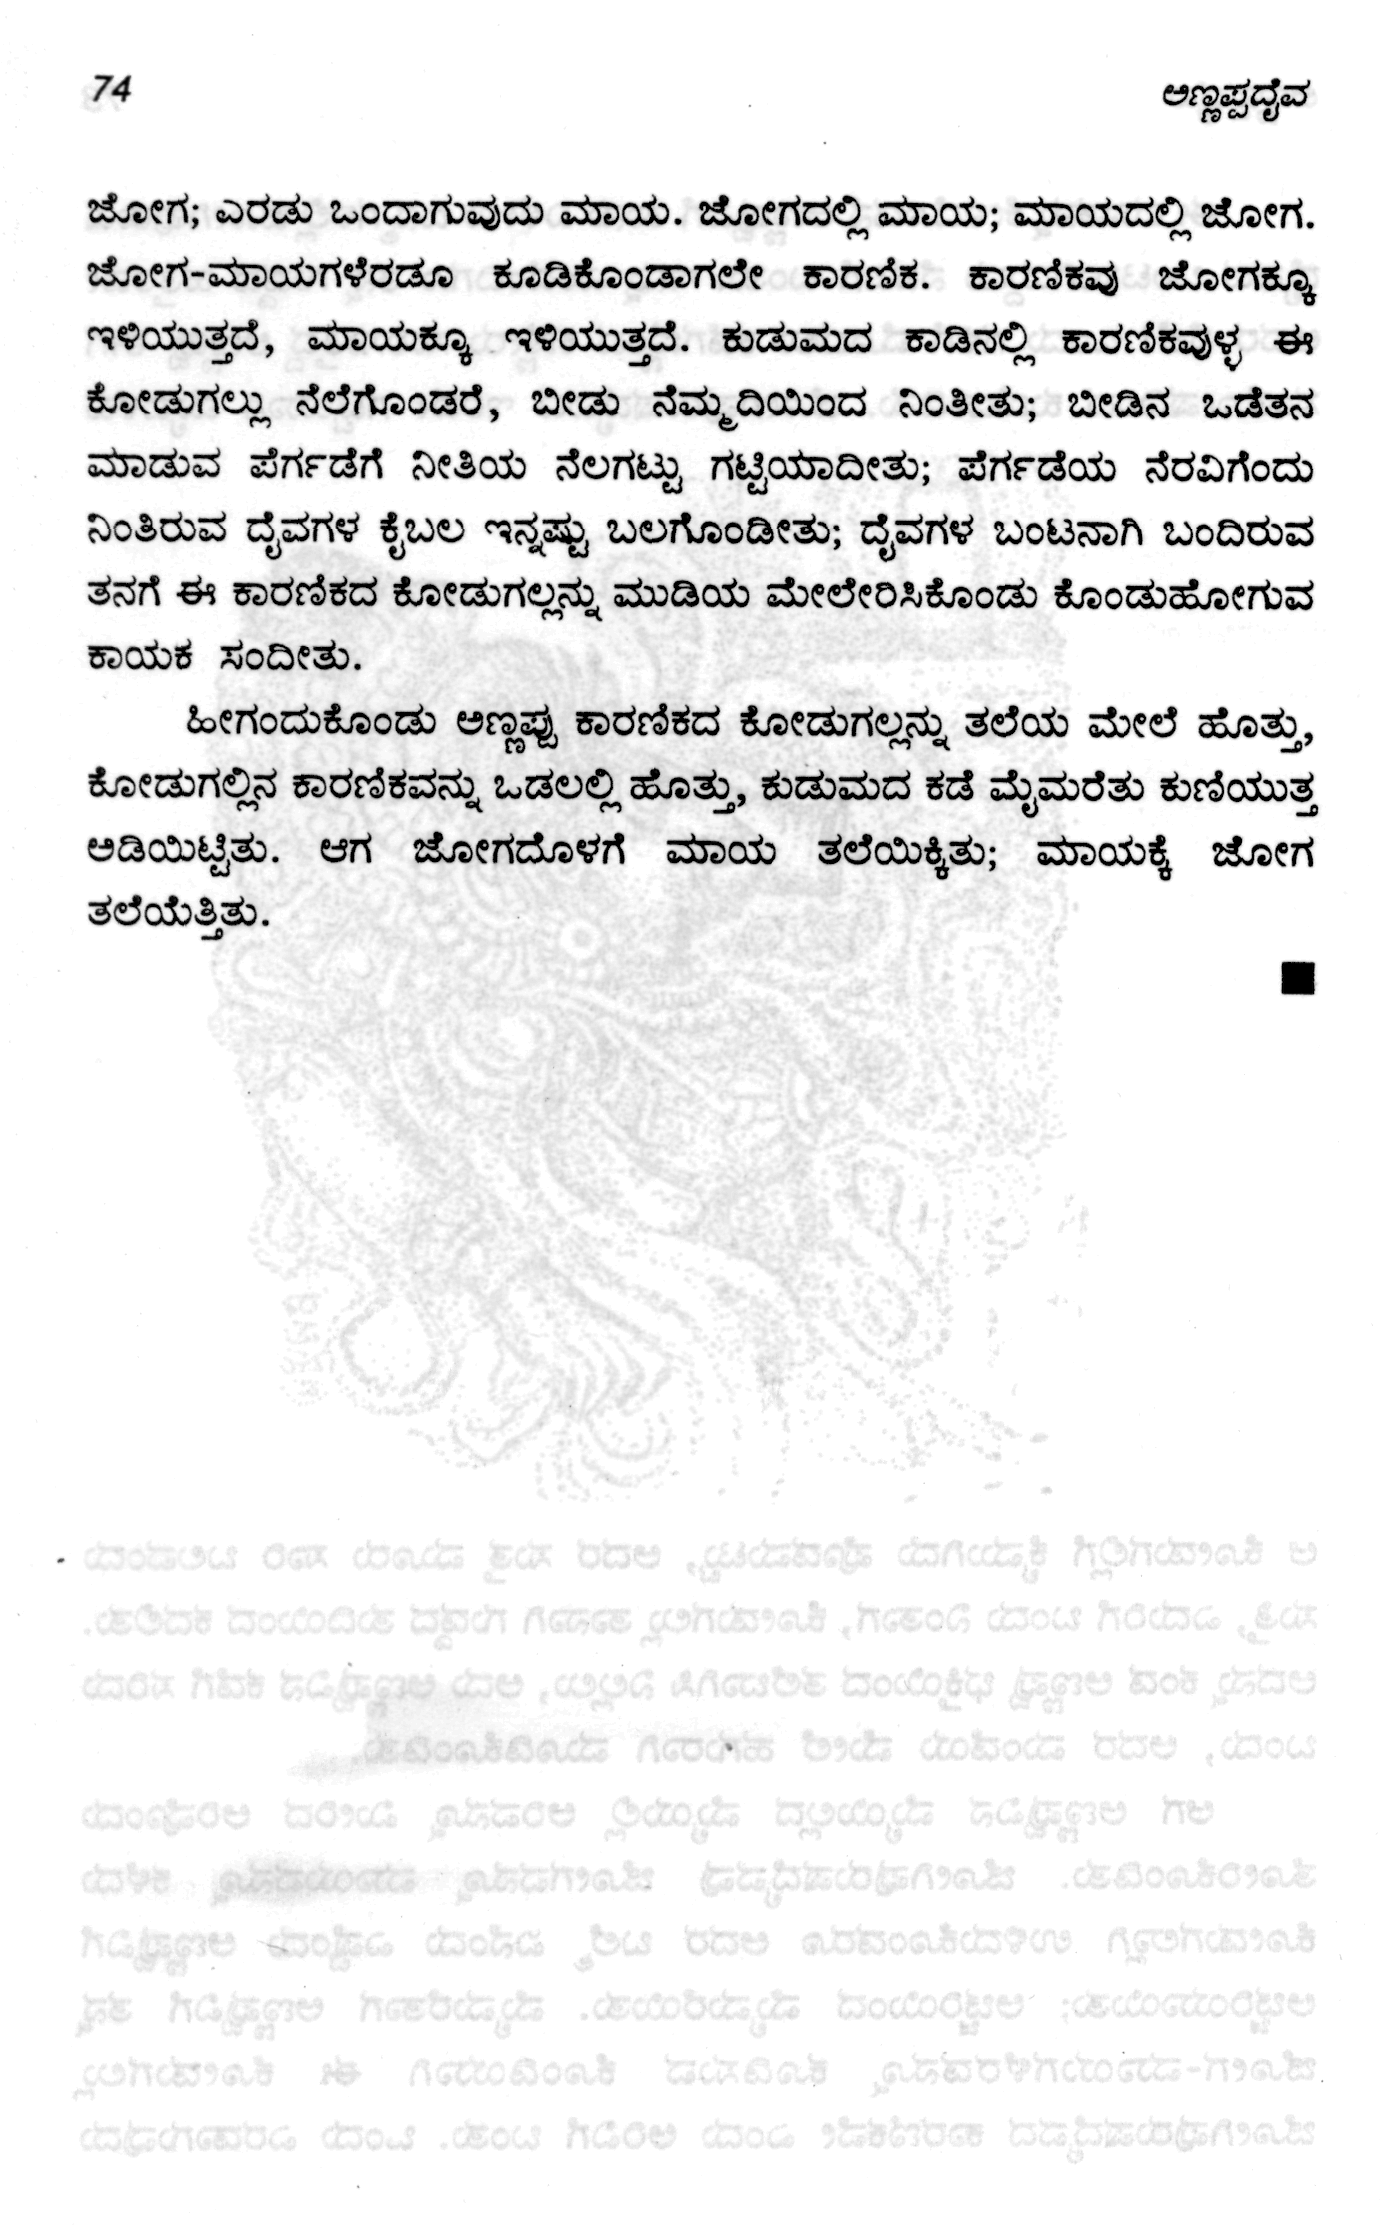 74
ಅಣ್ಣಪ್ಪದೈವ
ಜೋಗ; ಎರಡು ಒಂದಾಗುವುದು ಮಾಯ. ಜೋಗದಲ್ಲಿ ಮಾಯ; ಮಾಯದಲ್ಲಿ ಜೋಗ.
ಜೋಗ-ಮಾಯಗಳೆರಡೂ ಕೂಡಿಕೊಂಡಾಗಲೇ ಕಾರಣಿಕ. ಕಾರಣಿಕವು ಜೋಗಕ್ಕೂ
ಇಳಿಯುತ್ತದೆ, ಮಾಯಕ್ಕೂ ಇಳಿಯುತ್ತದೆ. ಕುಡುಮದ ಕಾಡಿನಲ್ಲಿ ಕಾರಣಿಕವುಳ್ಳ ಈ
ಕೋಡುಗಲ್ಲು ನೆಲೆಗೊಂಡರೆ, ಬೀಡು ನೆಮ್ಮದಿಯಿಂದ ನಿಂತೀತು; ಬೀಡಿನ ಒಡೆತನ
ಮಾಡುವ ಪೆರ್ಗಡೆಗೆ ನೀತಿಯ ನೆಲಗಟ್ಟು ಗಟ್ಟಿಯಾದೀತು; ಪೆರ್ಗಡೆಯ ನೆರವಿಗೆಂದು
ನಿಂತಿರುವ ದೈವಗಳ ಕೈಬಲ ಇನ್ನಷ್ಟು ಬಲಗೊಂಡೀತು; ದೈವಗಳ ಬಂಟನಾಗಿ ಬಂದಿರುವ
ತನಗೆ ಈ ಕಾರಣಿಕದ ಕೋಡುಗಲ್ಲನ್ನು ಮುಡಿಯ ಮೇಲೇರಿಸಿಕೊಂಡು ಕೊಂಡುಹೋಗುವ
ಕಾಯಕ ಸಂದೀತು.
ಹೀಗಂದುಕೊಂಡು ಅಣ್ಣಪ್ಪು ಕಾರಣಿಕದ ಕೋಡುಗಲ್ಲನ್ನು ತಲೆಯ ಮೇಲೆ ಹೊತ್ತು,
ಕೋಡುಗಲ್ಲಿನ ಕಾರಣಿಕವನ್ನು ಒಡಲಲ್ಲಿ ಹೊತ್ತು, ಕುಡುಮದ ಕಡೆ ಮೈಮರೆತು ಕುಣಿಯುತ್ತ
ಅಡಿಯಿಟ್ಟಿತು. ಆಗ ಜೋಗದೊಳಗೆ ಮಾಯ ತಲೆಯಿಕ್ಕಿತು; ಮಾಯಕ್ಕೆ ಜೋಗ
ತಲೆಯೆತ್ತಿತು.